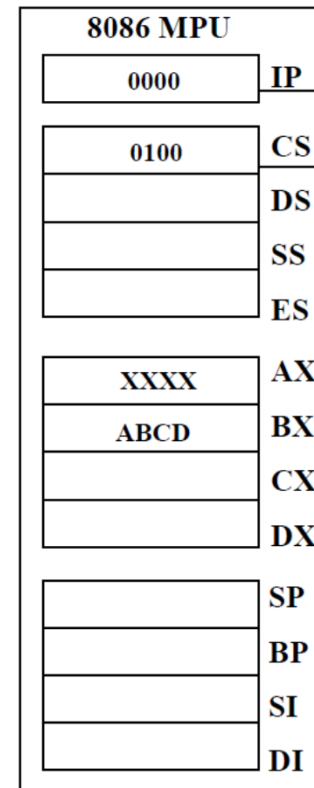 8086 MPU
0000 IP
0100 CS
DS
SS
ES
XXXX AX
ABCD BX
CX
DX
SP
BP
SI
DI